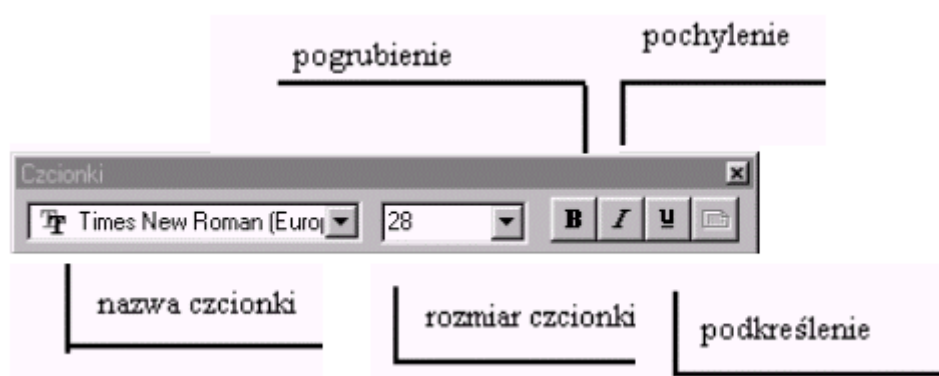 pogrubienie
pochylenie
Czcionki
Times New Roman (Europ
28
B I U
nazwa czcionki
rozmiar czcionki
podkreślenie